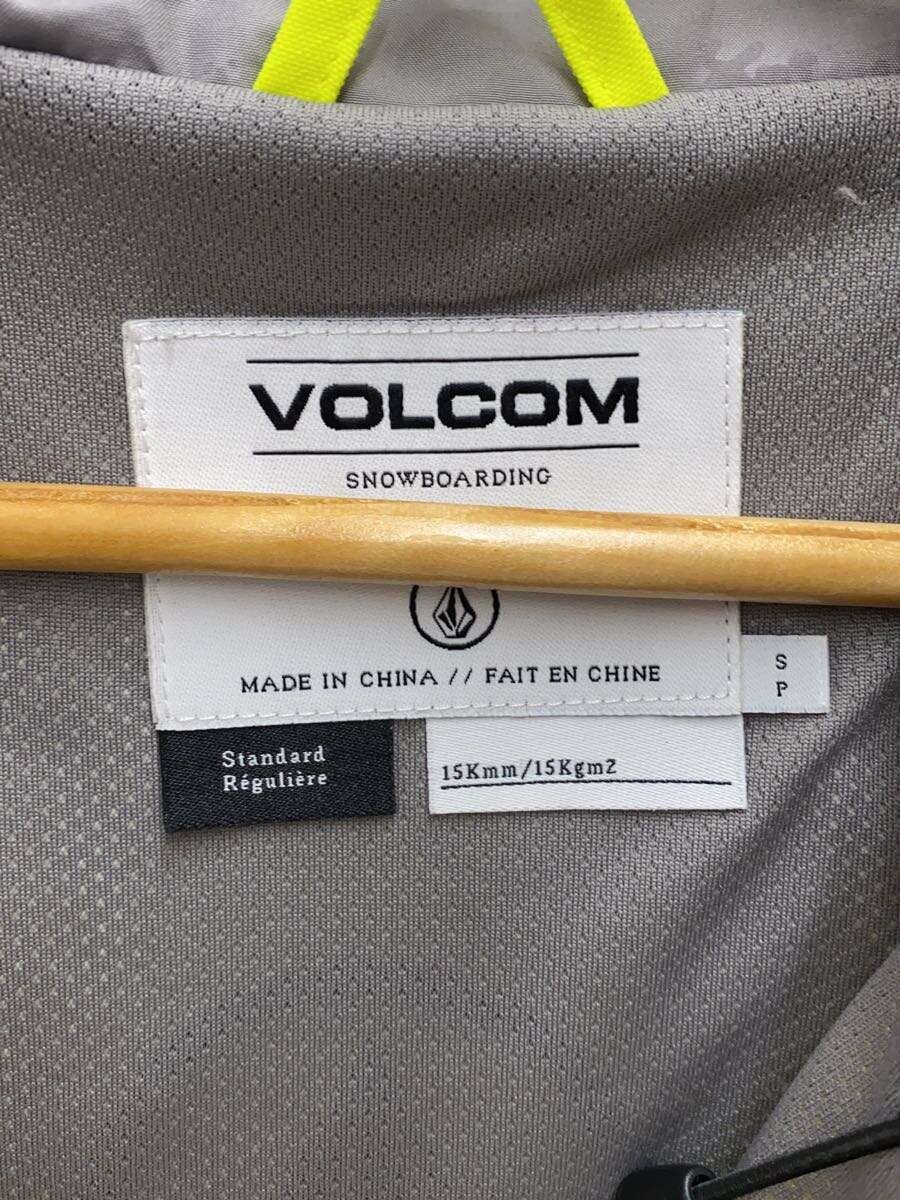 VOLCOM
SNOWBOARDING
MADE IN CHINA // FAIT EN CHINE
S
P
Standard
Régulière
15Kmm/15Kgm2